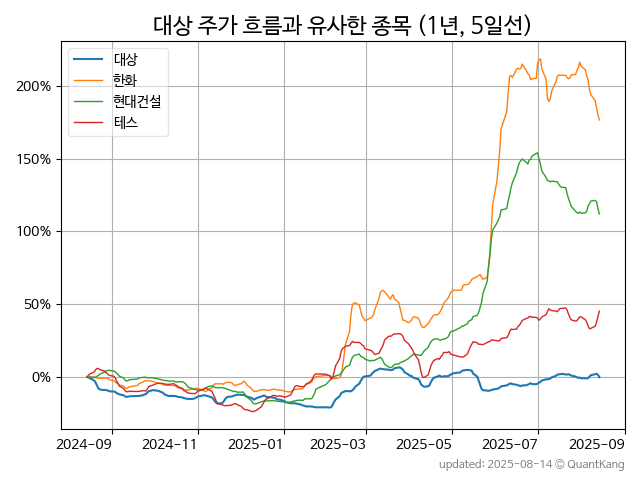 대상 주가 흐름과 유사한 종목 (1년, 5일선)
대상
한화
현대건설
테스
200%
150%
100%
50%
0%
2024-09 2024-11 2025-01 2025-03 2025-05 2025-07 2025-09
updated: 2025-08-14 © QuantKang